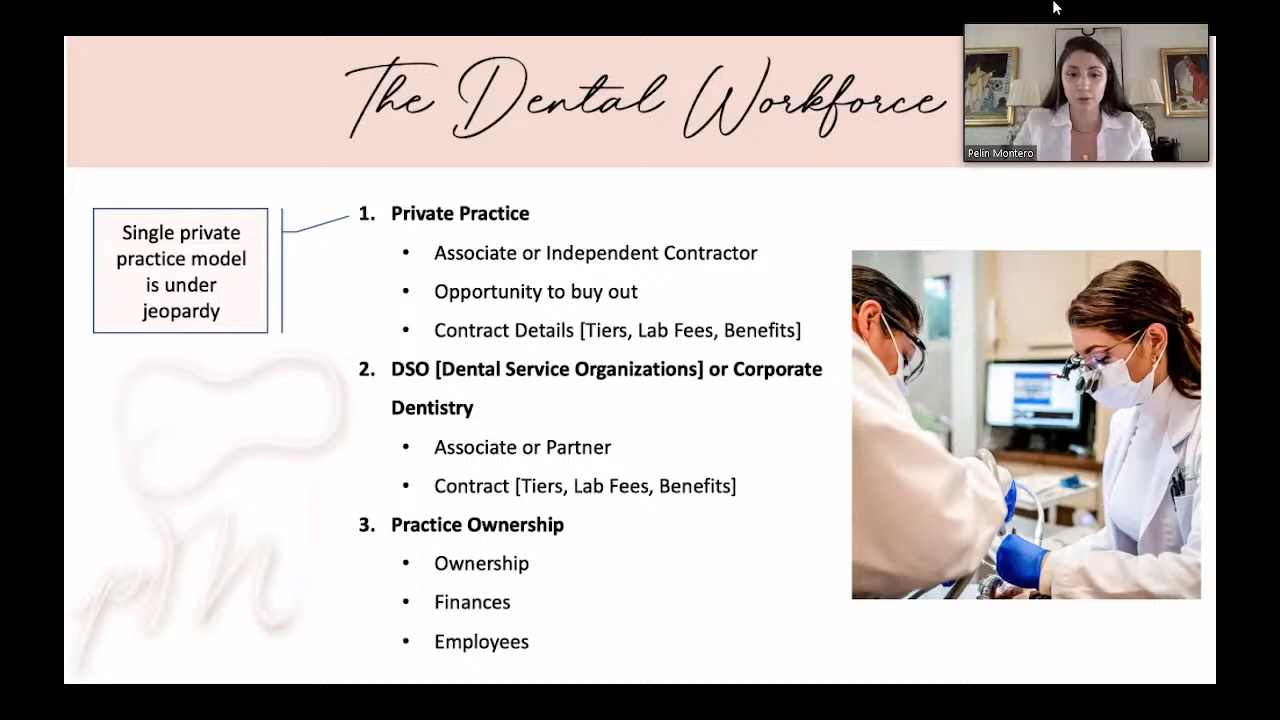 The Dental Workforce
Pelin Montero
Single private
practice model
is under
jeopardy
1. Private Practice
• Associate or Independent Contractor
• Opportunity to buy out
• Contract Details [Tiers, Lab Fees, Benefits]
2. DSO [Dental Service Organizations] or Corporate
Dentistry
• Associate or Partner
• Contract [Tiers, Lab Fees, Benefits]
3. Practice Ownership
• Ownership
• Finances
• Employees